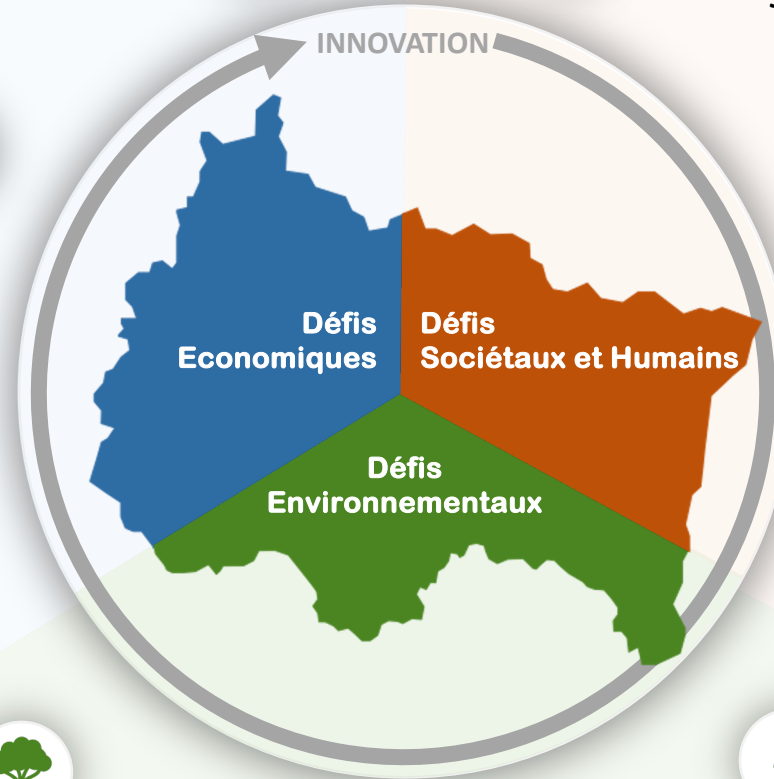 INNOVATION
Défis
Economiques
Défis
Sociétaux et Humains
Défis
Environnementaux